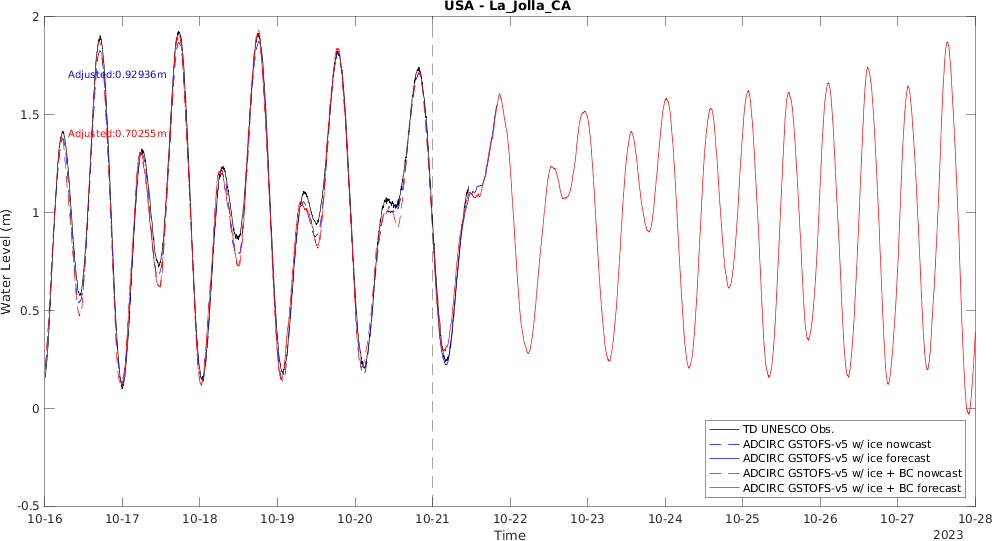 USA - La_Jolla_CA
2
1.5
1
0.5
0
-0.5
Water Level (m)
Adjusted:0.92936m
Adjusted:0.70255m
TD UNESCO Obs.
ADCIRC GSTOFS-v5 w/ ice nowcast
ADCIRC GSTOFS-v5 w/ ice forecast
ADCIRC GSTOFS-v5 w/ ice + BC nowcast
ADCIRC GSTOFS-v5 w/ ice + BC forecast
10-16 10-17 10-18 10-19 10-20 10-21 10-22 10-23 10-24 10-25 10-26 10-27 10-28
Time
2023